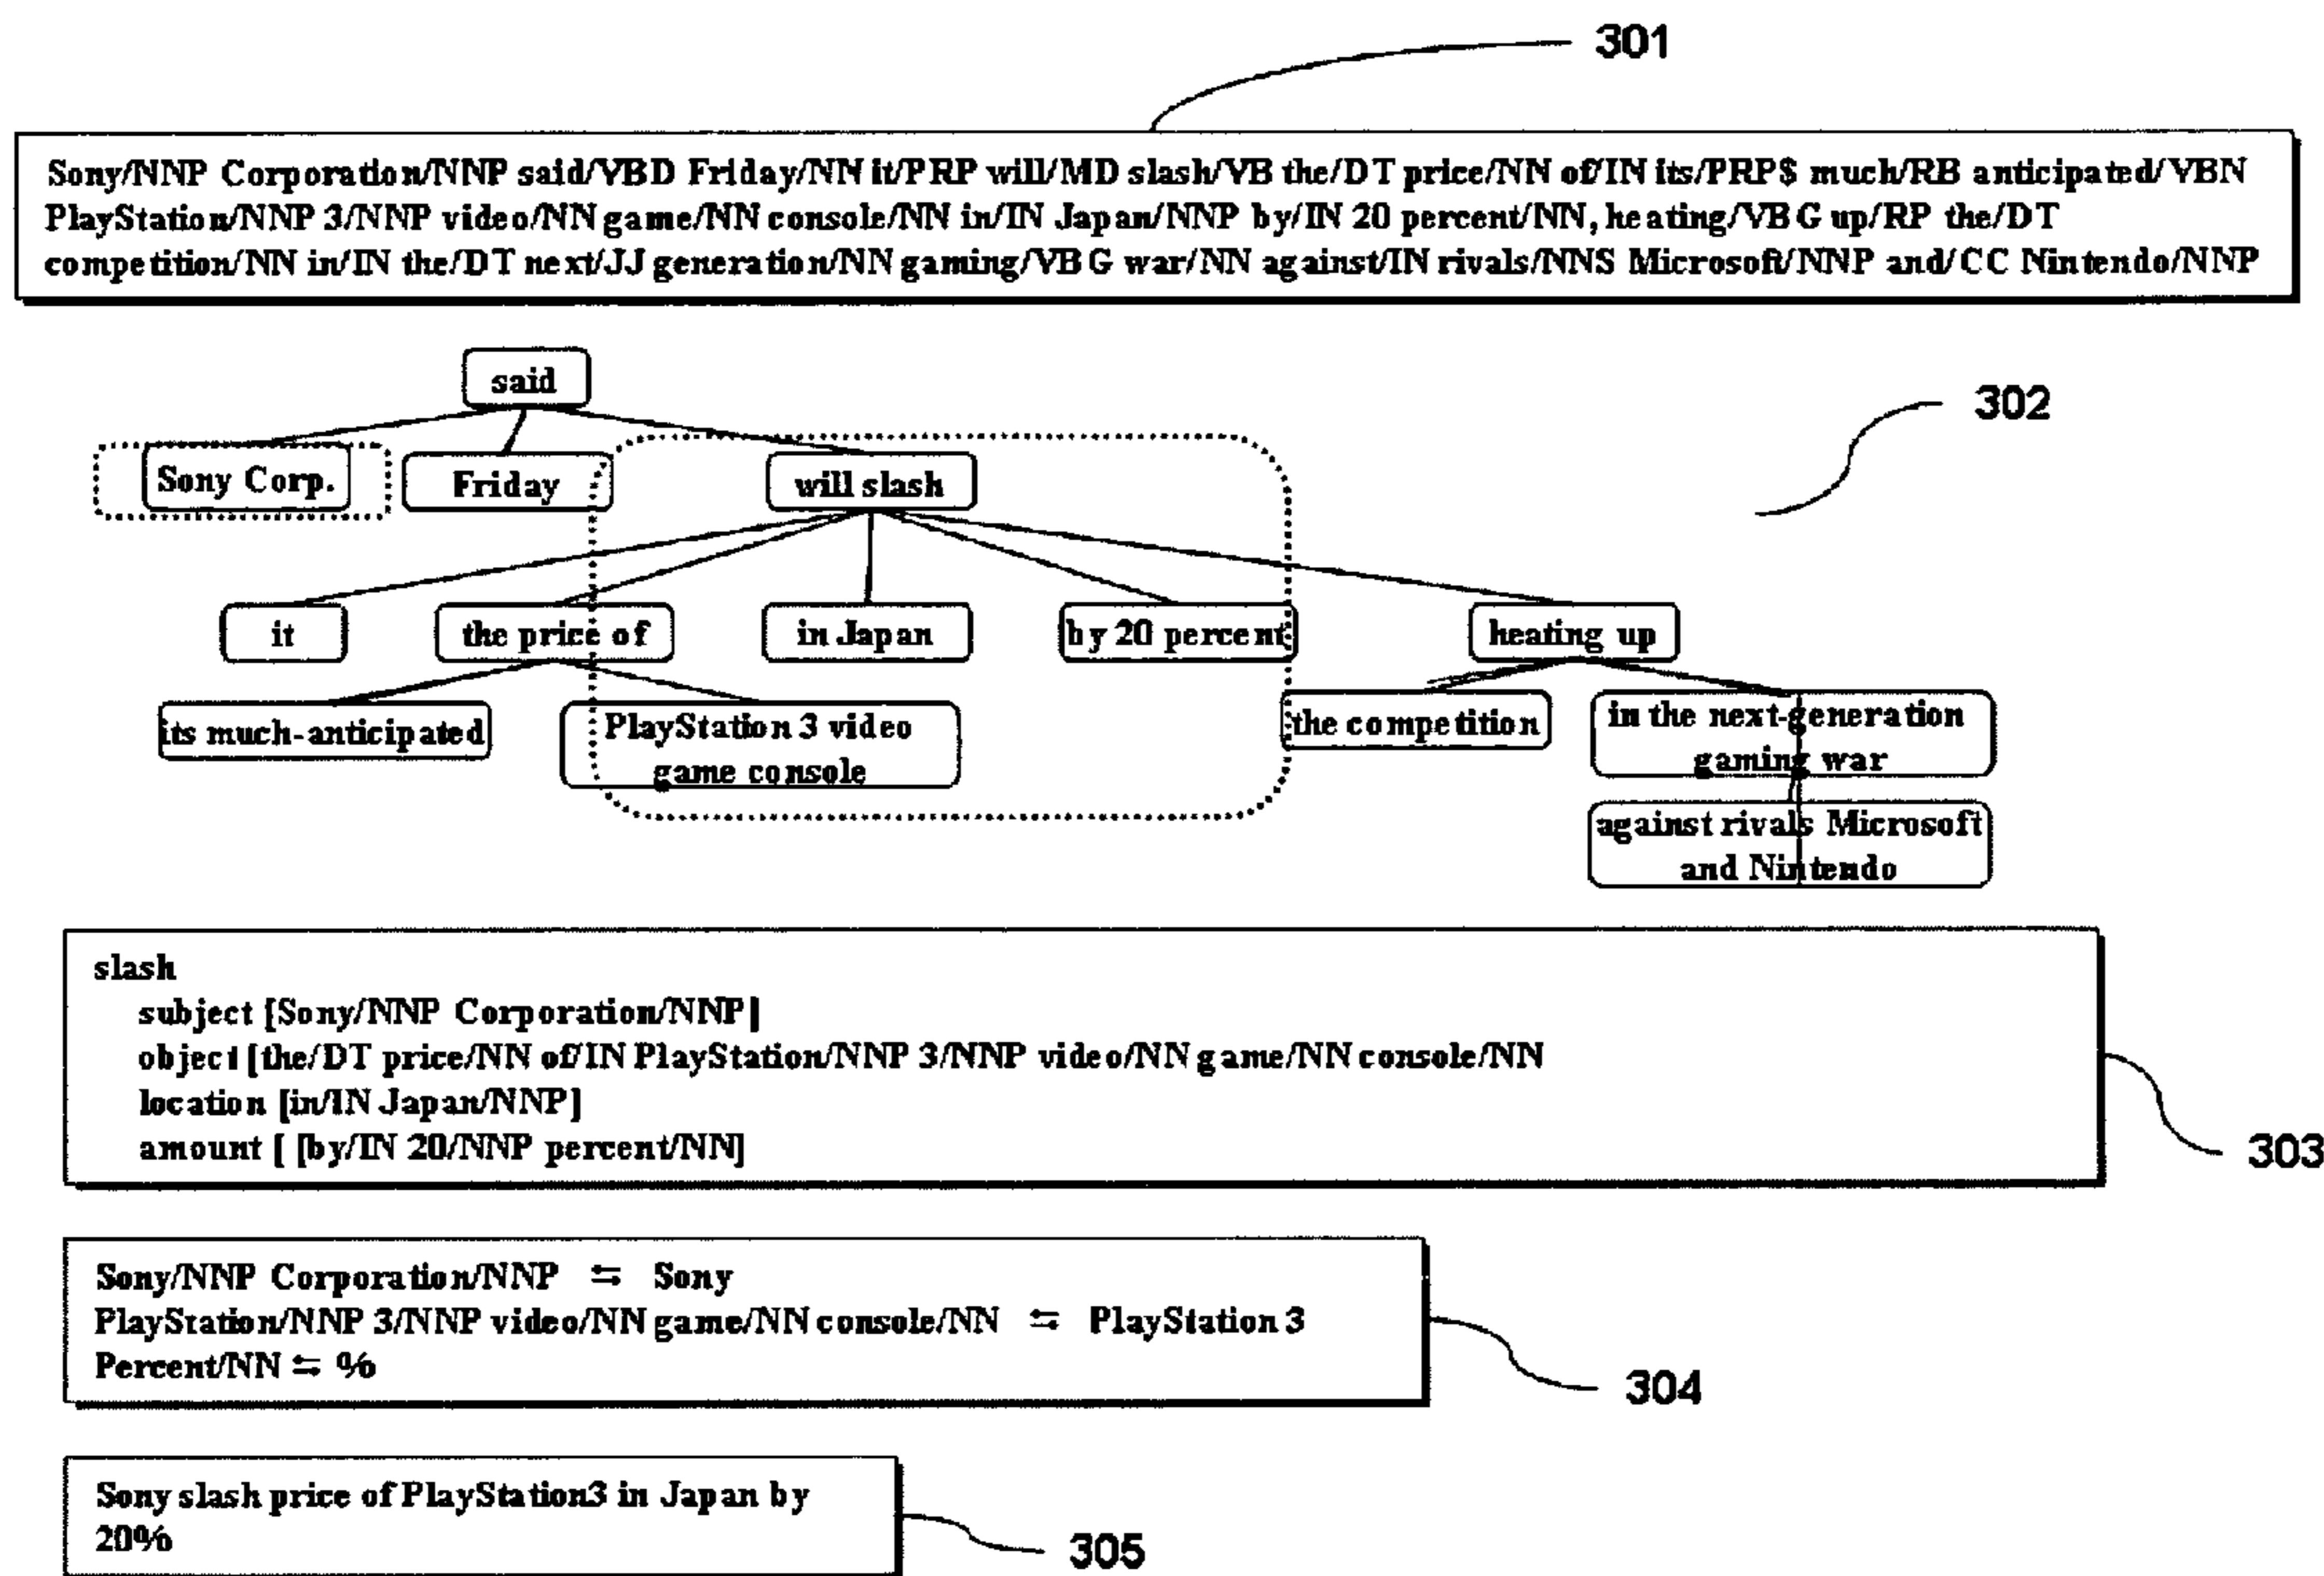 301
Sony/NNP Corporation/NNP said/VBD Friday/NN it/PRP will/MD slash/VB the/DT price/NN of/IN its/PRP$ much/RB anticipated/VBN
PlayStation/NNP 3/NNP video/NN game/NN console/NN in/IN Japan/NNP by/IN 20 percent/NN, heating/VBG up/RP the/DT
competition/NN in/IN the/DT next/JJ generation/NN gaming/VBG war/NN against/IN rivals/NNS Microsoft/NNP and/CC Nintendo/NNP
said
302
Sony Corp.
Friday
will slash
it
the price of
in Japan
by 20 percent
heating up
its much-anticipated
PlayStation 3 video
game console
the competition
in the next-generation
gaming war
against rivals Microsoft
and Nintendo
slash
subject [Sony/NNP Corporation/NNP]
object [the/DT price/NN of/IN PlayStation/NNP 3/NNP video/NN game/NN console/NN
location [in/IN Japan/NNP]
amount [ [by/IN 20/NNP percent/NN]
303
Sony/NNP Corporation/NNP ⇆ Sony
PlayStation/NNP 3/NNP video/NN game/NN console/NN ⇆ PlayStation 3
Percent/NN ⇆ %
304
Sony slash price of PlayStation3 in Japan by
20%
305